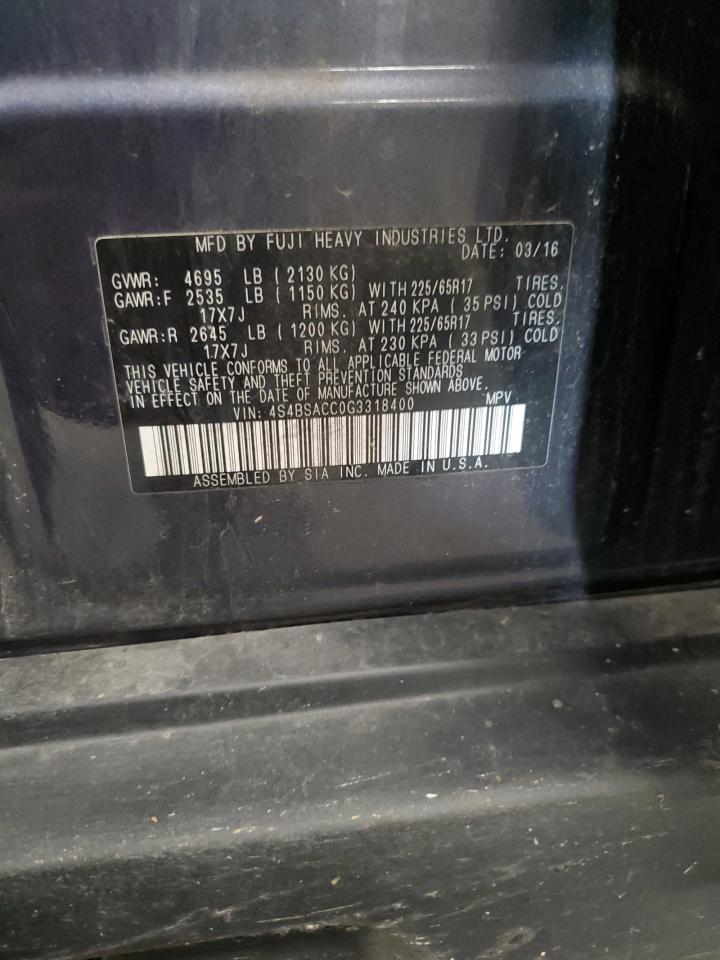 MFD BY FUJI HEAVY INDUSTRIES LTD.
DATE: 03/16
GVWR: 4695 LB ( 2130 KG)
GAWR:F 2535 LB ( 1150 KG) WITH 225/65R17 TIRES.
17X7J RIMS. AT 240 KPA ( 35 PSI) COLD
GAWR:R 2645 LB ( 1200 KG) WITH 225/65R17 TIRES.
17X7J RIMS. AT 230 KPA ( 33 PSI) COLD
THIS VEHICLE CONFORMS TO ALL APPLICABLE FEDERAL MOTOR
VEHICLE SAFETY AND THEFT PREVENTION STANDARDS
IN EFFECT ON THE DATE OF MANUFACTURE SHOWN ABOVE.
VIN: 4S4BSACC0G3318400 MPV
ASSEMBLED BY SIA INC. MADE IN U.S.A.